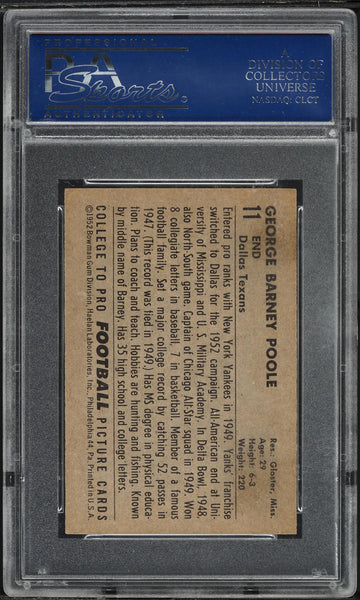 PROFESSIONAL
PSA
Sports
AUTHENTICATOR
A
DIVISION OF
COLLECTORS
UNIVERSE
NASDAQ: CLCT
GEORGE BARNEY POOLE
11
END
Dallas Texans
Res.: Gloster, Miss.
Age: 29
Height: 6-3
Weight: 220
Entered pro ranks with New York Yankees in 1949. Yanks' franchise
switched to Dallas for the 1952 campaign. All-American end at Uni-
versity of Mississippi and U. S. Military Academy. In Delta Bowl, 1948,
also North-South game. Captain of Chicago All-Star squad in 1949. Won
8 collegiate letters in baseball, 7 in basketball. Member of a famous
football family. Set a major college record by catching 52 passes in
1947. (This record was tied in 1949.) Has MS degree in physical educa-
tion. Plans to coach and teach. Hobbies are hunting and fishing. Known
by middle name of Barney. Has 35 high school and college letters.
COLLEGE TO PRO FOOTBALL PICTURE CARDS
©1952 Bowman Gum Division, Haelan Laboratories, Inc., Philadelphia 44, Pa. Printed in U.S.A.